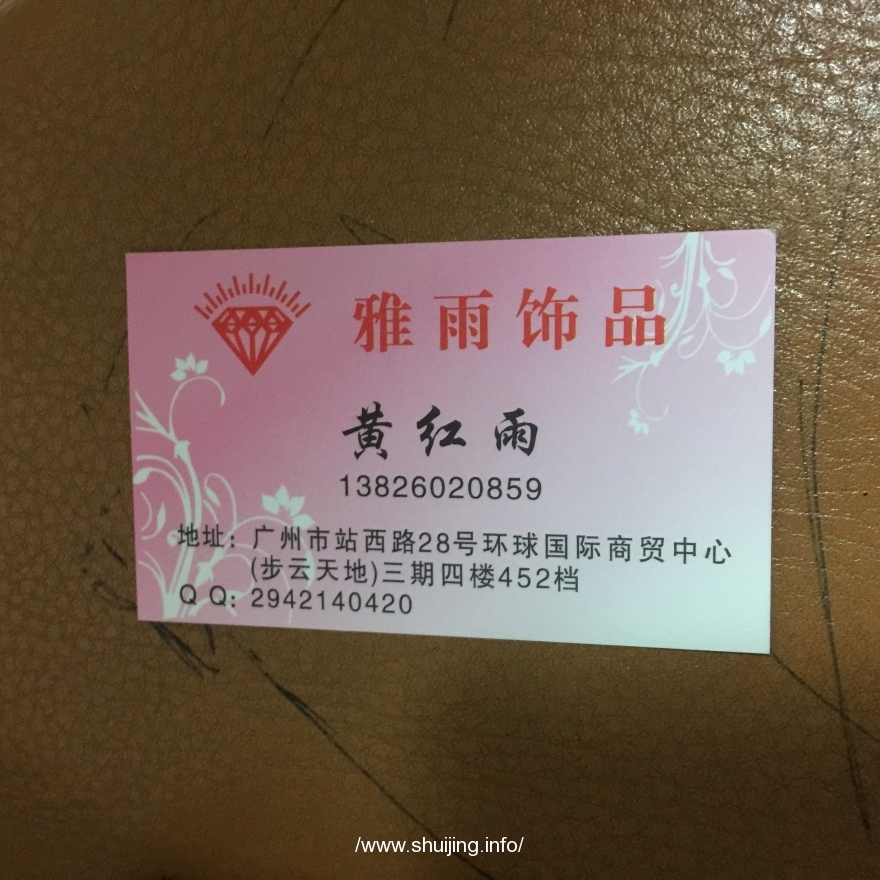 雅雨饰品
黄红雨
13826020859
地址: 广州市站西路28号环球国际商贸中心
(步云天地)三期四楼452档
Q Q: 2942140420
/www.shuijing.info/